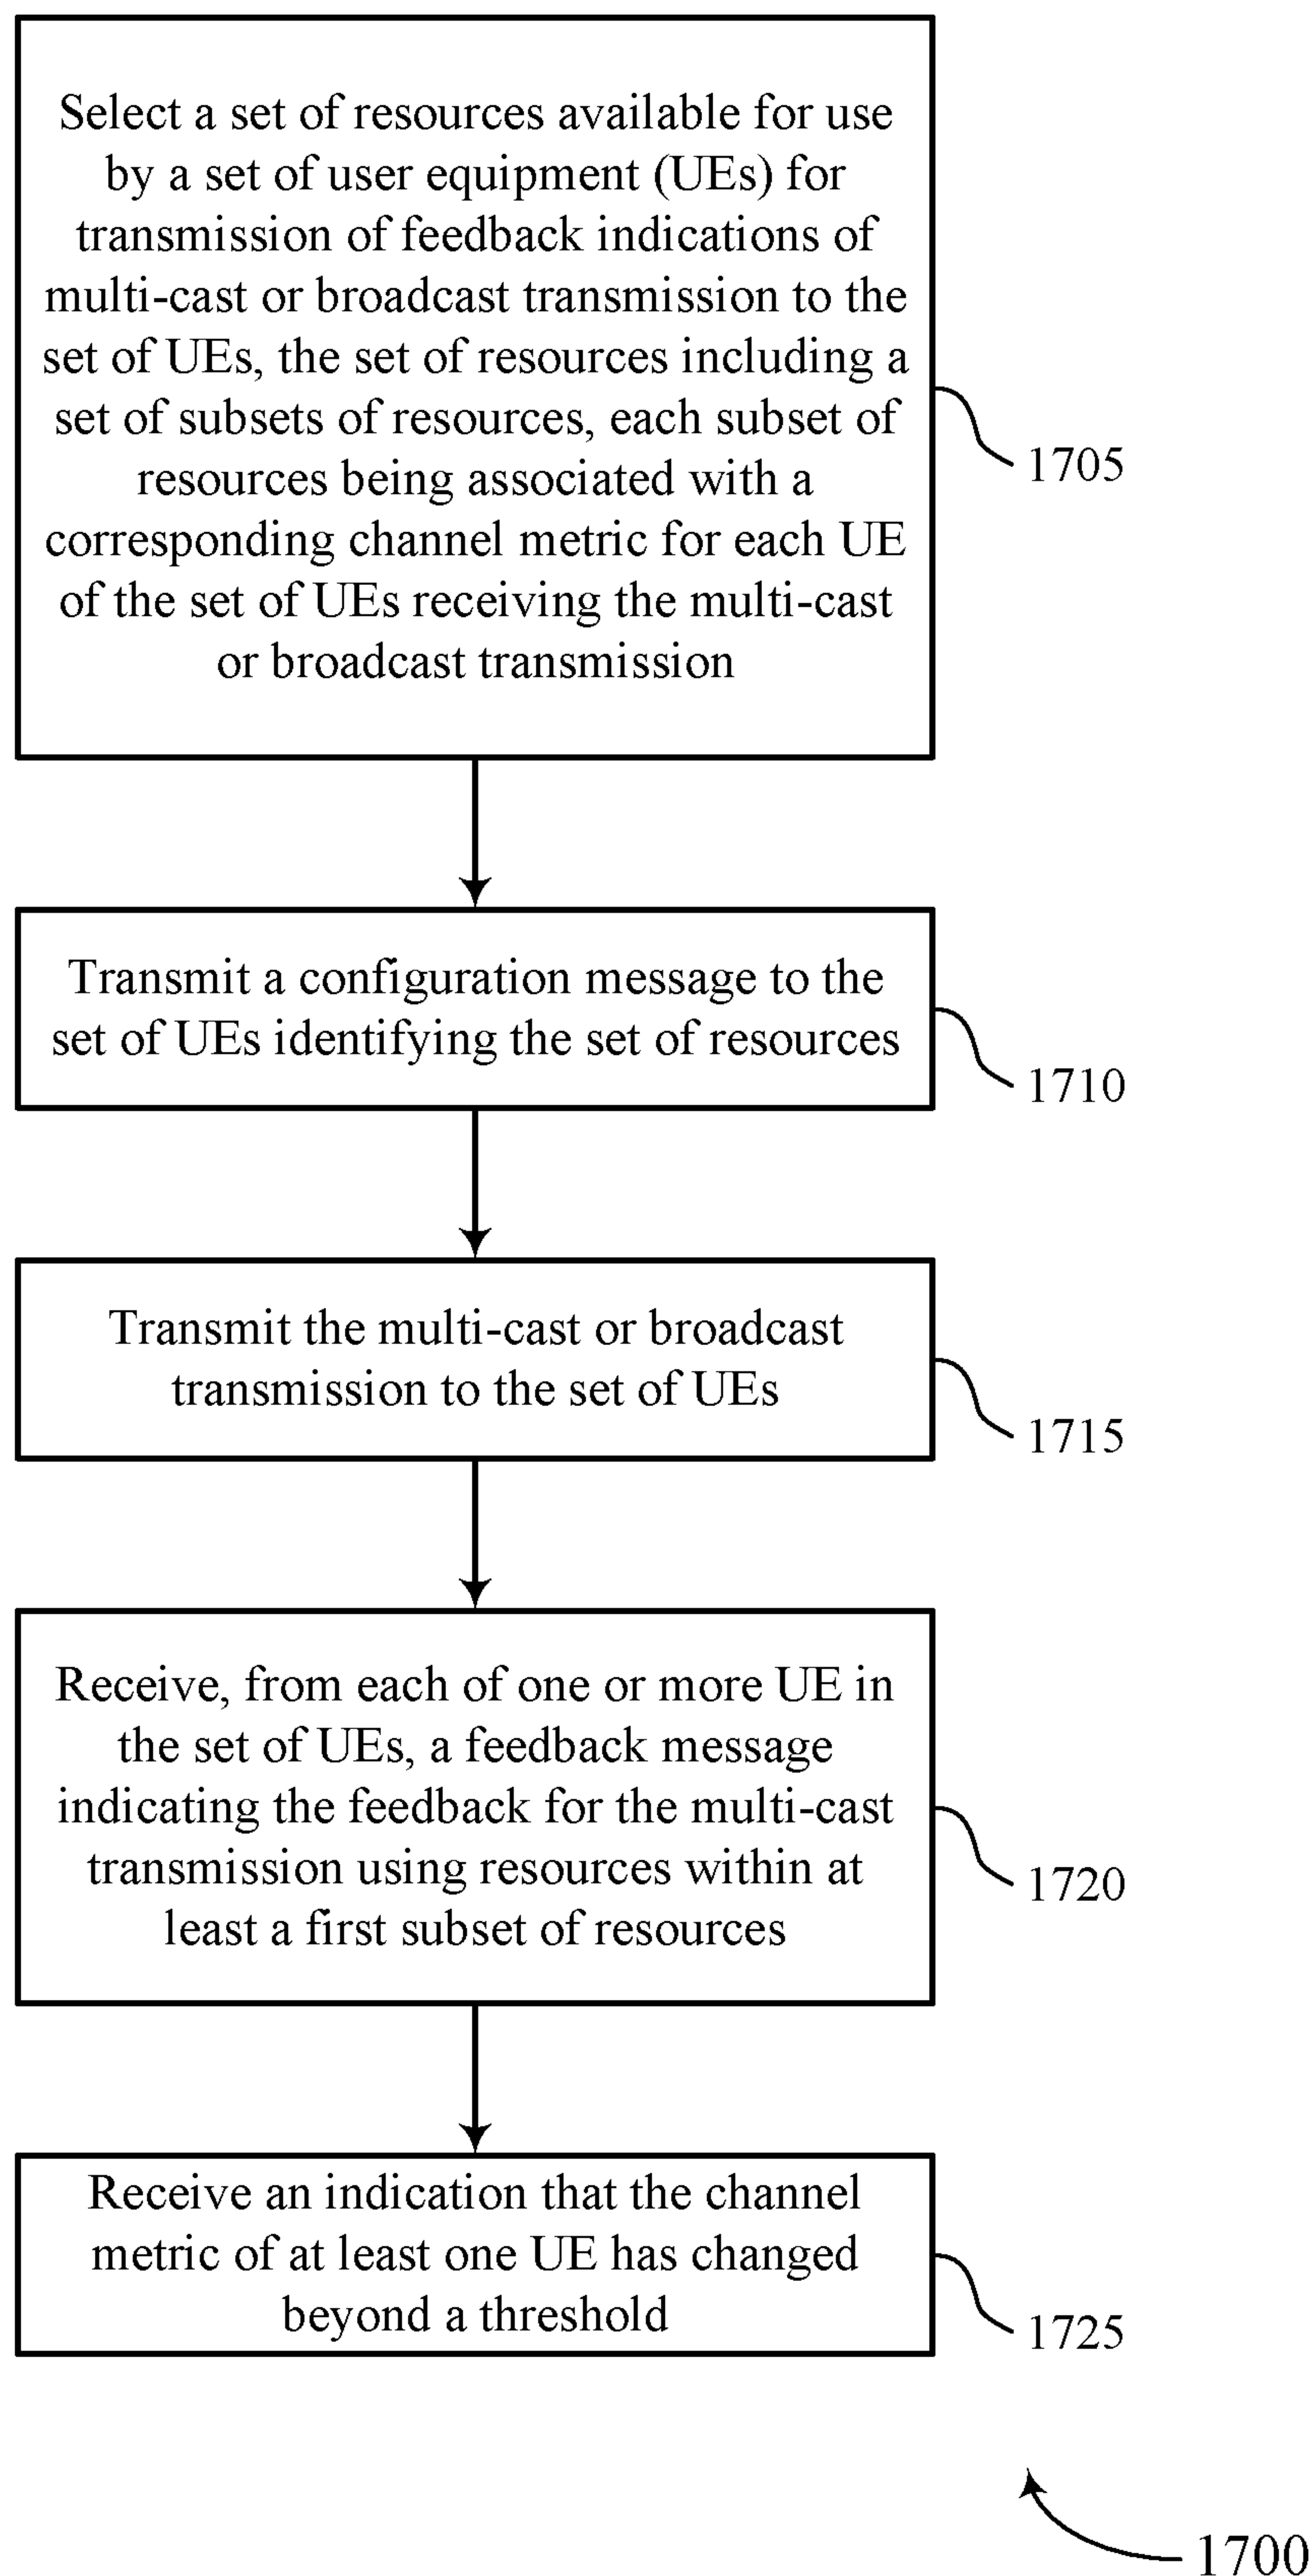 Select a set of resources available for use
by a set of user equipment (UEs) for
transmission of feedback indications of
multi-cast or broadcast transmission to the
set of UEs, the set of resources including a
set of subsets of resources, each subset of
resources being associated with a
corresponding channel metric for each UE
of the set of UEs receiving the multi-cast
or broadcast transmission
1705
Transmit a configuration message to the
set of UEs identifying the set of resources
1710
Transmit the multi-cast or broadcast
transmission to the set of UEs
1715
Receive, from each of one or more UE in
the set of UEs, a feedback message
indicating the feedback for the multi-cast
transmission using resources within at
least a first subset of resources
1720
Receive an indication that the channel
metric of at least one UE has changed
beyond a threshold
1725
1700